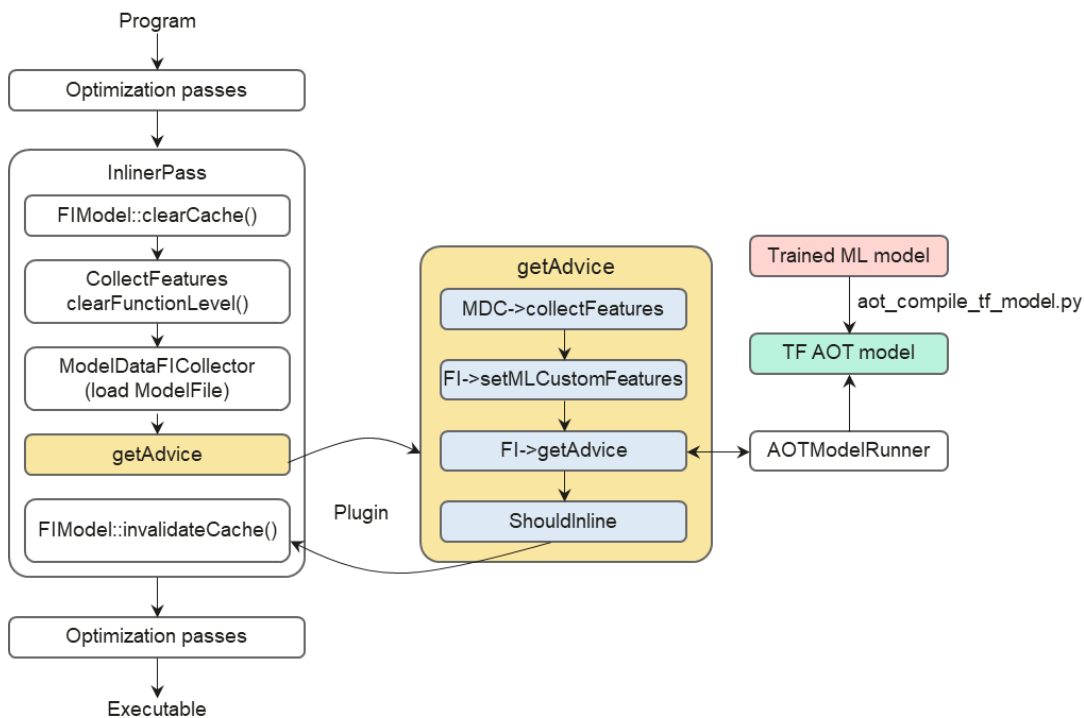 Program
Optimization passes
InlinerPass
FIModel::clearCache()
CollectFeatures
clearFunctionLevel()
ModelDataFICollector
(load ModelFile)
getAdvice
FIModel::invalidateCache()
Optimization passes
Executable
Plugin
getAdvice
MDC->collectFeatures
FI->setMLCustomFeatures
FI->getAdvice
ShouldInline
Trained ML model
aot_compile_tf_model.py
TF AOT model
AOTModelRunner